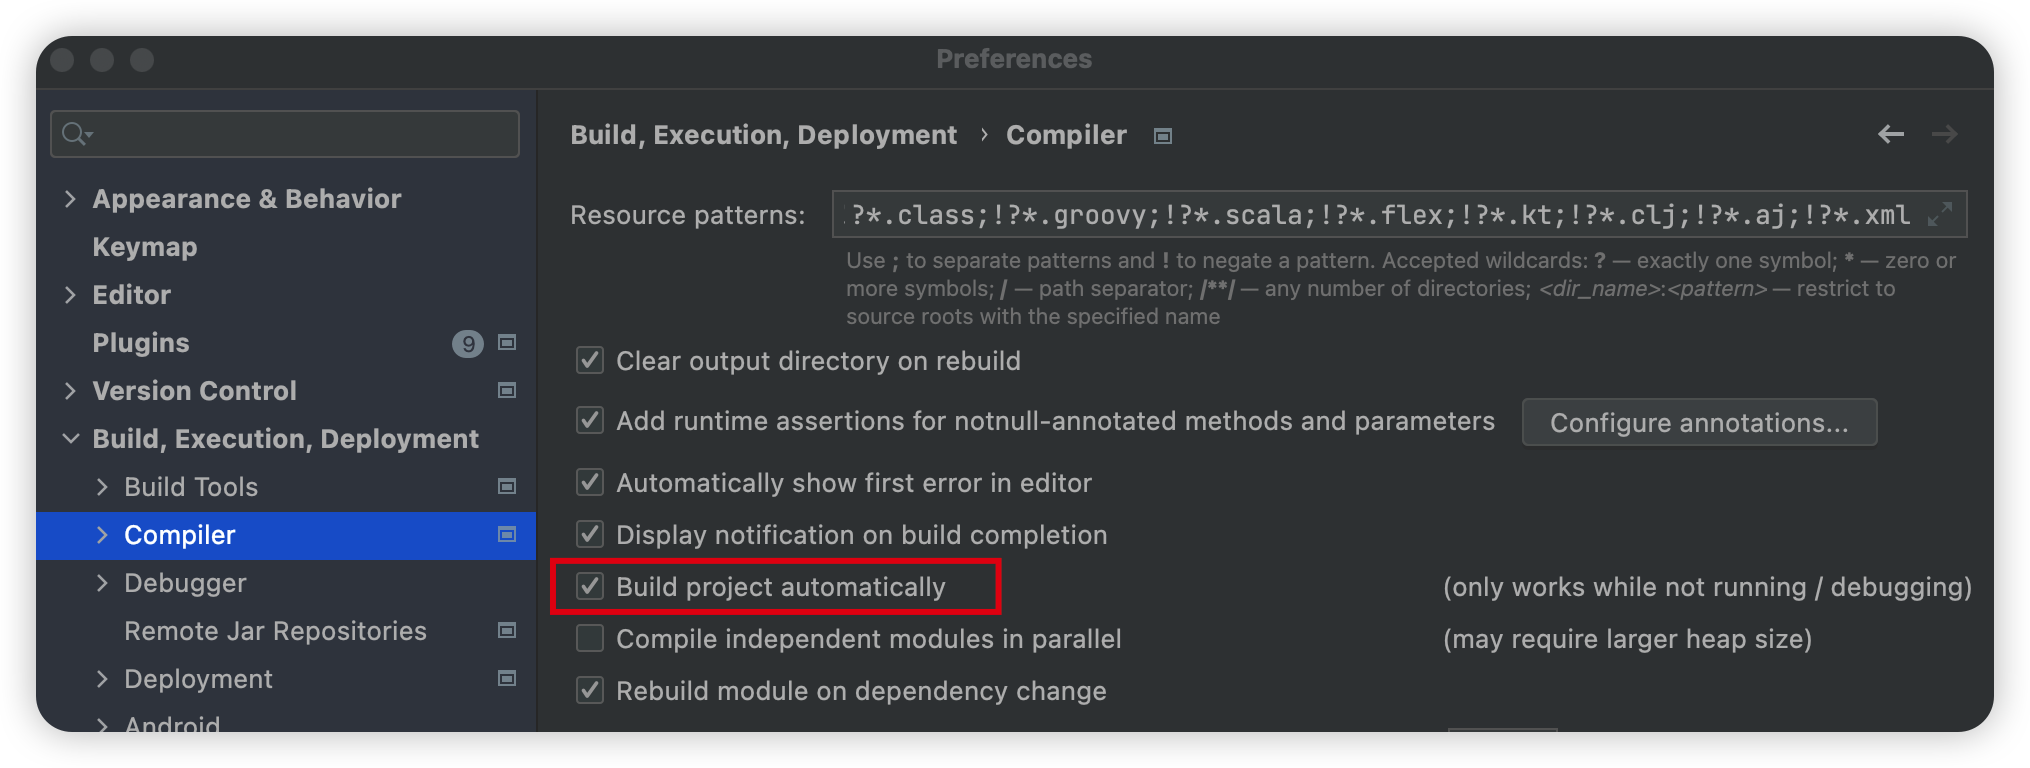 Preferences
Appearance & Behavior
Keymap
Editor
Plugins 9
Version Control
Build, Execution, Deployment
Build Tools
Compiler
Debugger
Remote Jar Repositories
Deployment
Android
Build, Execution, Deployment › Compiler
Resource patterns: ?*.class;!?*.groovy;!?*.scala;!?*.flex;!?*.kt;!?*.clj;!?*.aj;!?*.xml
Use ; to separate patterns and ! to negate a pattern. Accepted wildcards: ? — exactly one symbol; * — zero or
more symbols; / — path separator; /**/ — any number of directories; <dir_name>:<pattern> — restrict to
source roots with the specified name
Clear output directory on rebuild
Add runtime assertions for notnull-annotated methods and parameters Configure annotations...
Automatically show first error in editor
Display notification on build completion
Build project automatically (only works while not running / debugging)
Compile independent modules in parallel (may require larger heap size)
Rebuild module on dependency change